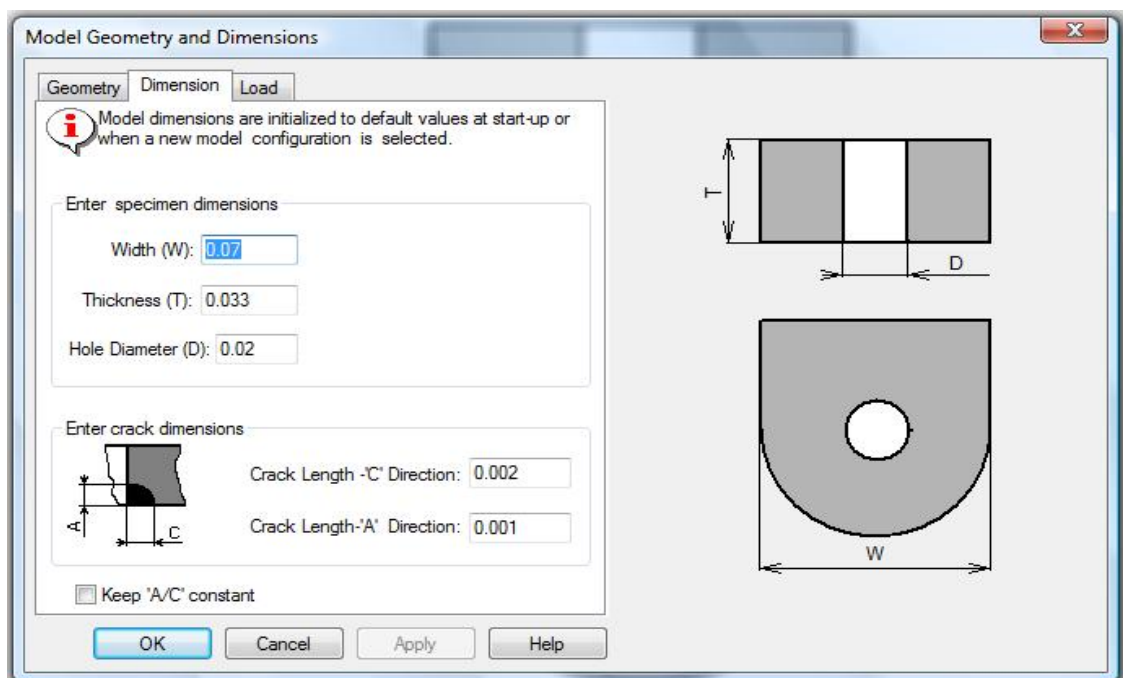 Model Geometry and Dimensions
Geometry Dimension Load
Model dimensions are initialized to default values at start-up or
when a new model configuration is selected.
Enter specimen dimensions
Width (W): 0.07
Thickness (T): 0.033
Hole Diameter (D): 0.02
Enter crack dimensions
Crack Length -'C' Direction: 0.002
Crack Length-'A' Direction: 0.001
A
C
Keep 'A/C' constant
OK Cancel Apply Help
T
D
W